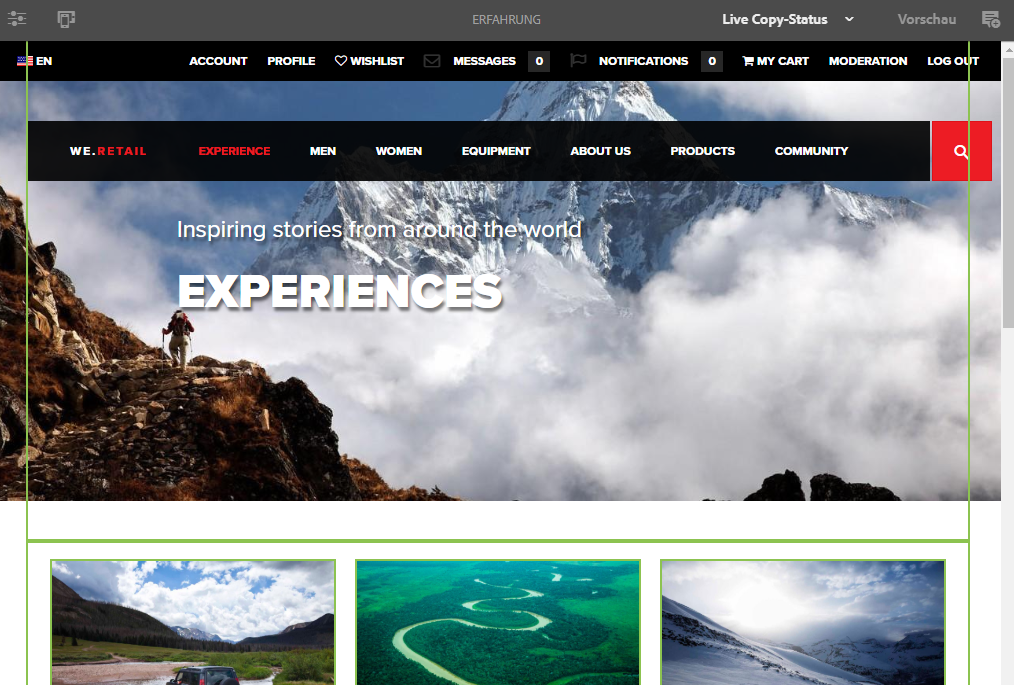 ERFAHRUNG Live Copy-Status Vorschau
EN ACCOUNT PROFILE WISHLIST MESSAGES 0 NOTIFICATIONS 0 MY CART MODERATION LOG OUT
WE.RETAIL EXPERIENCE MEN WOMEN EQUIPMENT ABOUT US PRODUCTS COMMUNITY
Inspiring stories from around the world
EXPERIENCES